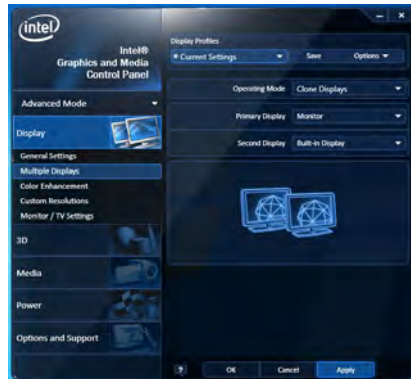 intel
Intel®
Graphics and Media
Control Panel
Advanced Mode
Display
General Settings
Multiple Displays
Color Enhancement
Custom Resolutions
Monitor / TV Settings
3D
Media
Power
Options and Support
Display Profiles
* Current Settings
Save
Options
Operating Mode
Clone Displays
Primary Display
Monitor
Second Display
Built-in Display
?
OK
Cancel
Apply